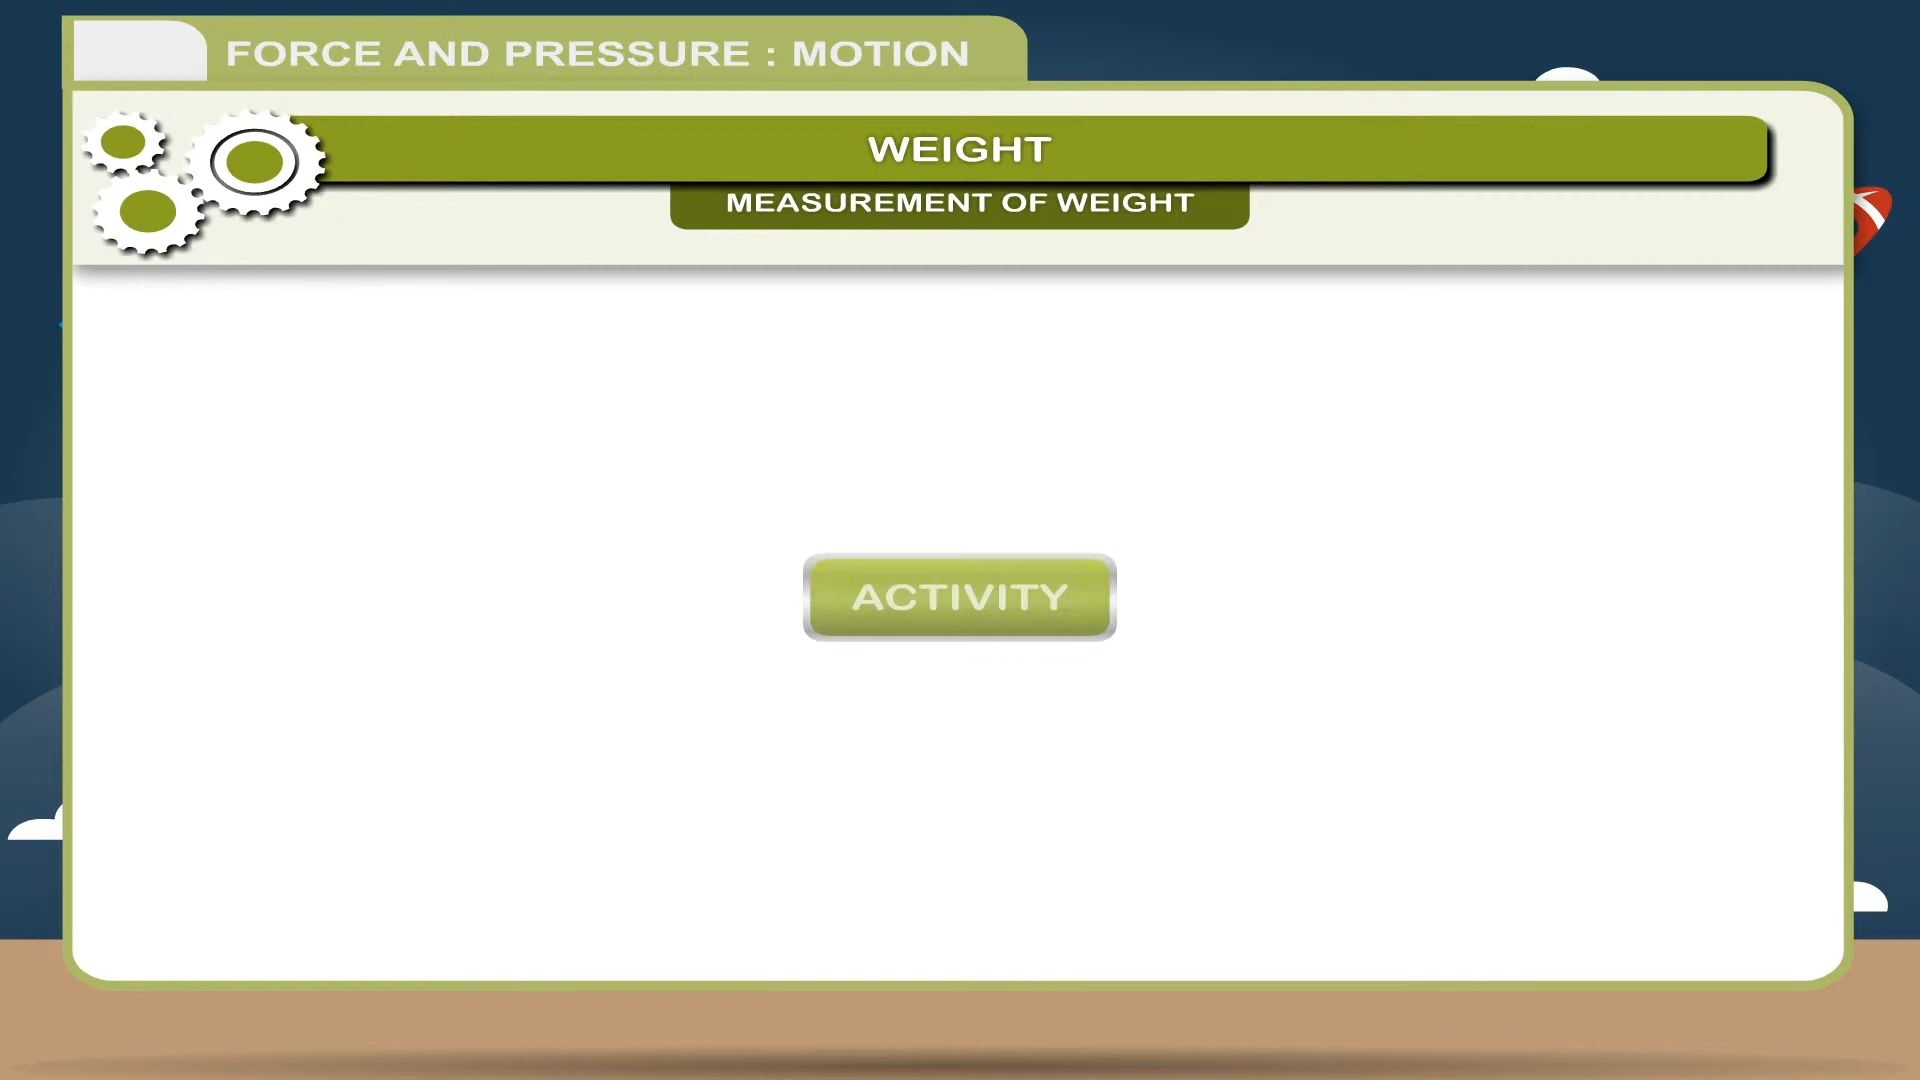 FORCE AND PRESSURE : MOTION
WEIGHT
MEASUREMENT OF WEIGHT
ACTIVITY